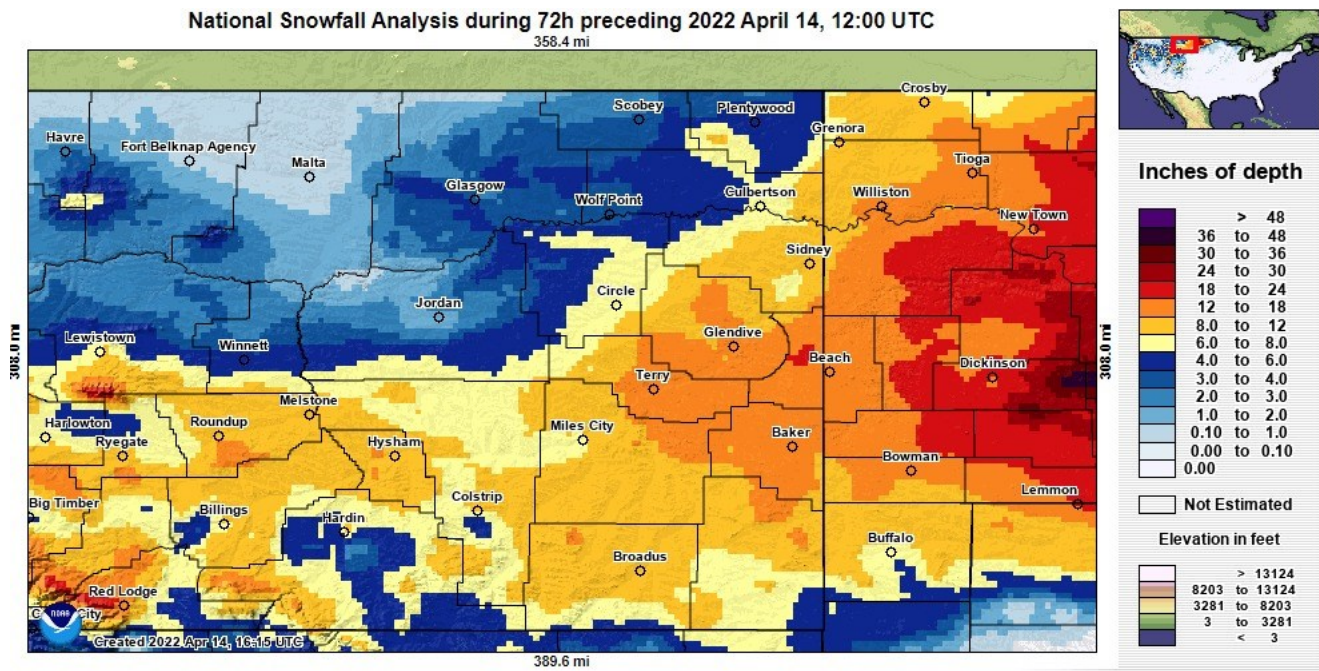 National Snowfall Analysis during 72h preceding 2022 April 14, 12:00 UTC
358.4 mi
Crosby
Scobey
Plentywood
Havre
Fort Belknap Agency
Malta
Grenora
Tioga
Glasgow
Wolf Point
Culbertson
Williston
New Town
Sidney
Jordan
Circle
Glendive
Lewistown
Winnett
Terry
Beach
Dickinson
308.0 mi
308.0 mi
Melstone
Harlowton
Ryegate
Roundup
Hysham
Miles City
Baker
Bowman
Big Timber
Billings
Hardin
Colstrip
Lemmon
Broadus
Buffalo
Red Lodge
City
NOAA
Created 2022 Apr 14, 16:15 UTC
389.6 mi
Inches of depth
> 48
36 to 48
30 to 36
24 to 30
18 to 24
12 to 18
8.0 to 12
6.0 to 8.0
4.0 to 6.0
3.0 to 4.0
2.0 to 3.0
1.0 to 2.0
0.10 to 1.0
0.00 to 0.10
0.00
Not Estimated
Elevation in feet
> 13124
8203 to 13124
3281 to 8203
3 to 3281
< 3